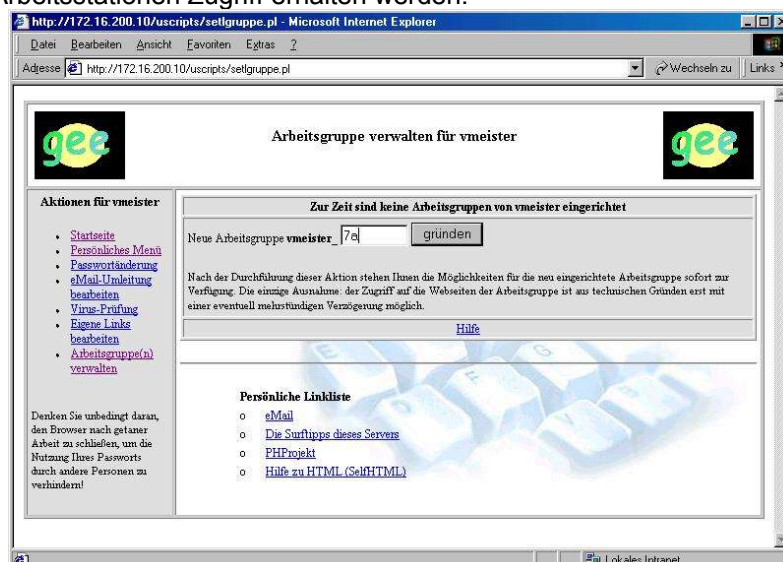 Arbeitsstationen Zugriff erhalten werden.
http://172.16.200.10/uscripts/setlgruppe.pl - Microsoft Internet Explorer
Datei Bearbeiten Ansicht Favoriten Extras ?
Adresse http://172.16.200.10/uscripts/setlgruppe.pl Wechseln zu Links
gee
Arbeitsgruppe verwalten für vmeister
gee
Aktionen für vmeister
Startseite
Persönliches Menü
Passwortänderung
eMail-Umleitung
bearbeiten
Virus-Prüfung
Eigene Links
bearbeiten
Arbeitsgruppe(n)
verwalten
Denken Sie unbedingt daran,
den Browser nach getaner
Arbeit zu schließen, um die
Nutzung Ihres Passworts
durch andere Personen zu
verhindern!
Zur Zeit sind keine Arbeitsgruppen von vmeister eingerichtet
Neue Arbeitsgruppe vmeister_ 7a gründen
Nach der Durchführung dieser Aktion stehen Ihnen die Möglichkeiten für die neu eingerichtete Arbeitsgruppe sofort zur
Verfügung. Die einzige Ausnahme: der Zugriff auf die Webseiten der Arbeitsgruppe ist aus technischen Gründen erst mit
einer eventuell mehrstündigen Verzögerung möglich.
Hilfe
Persönliche Linkliste
o eMail
o Die Surftipps dieses Servers
o PHProjekt
o Hilfe zu HTML (SelfHTML)
Lokales Intranet